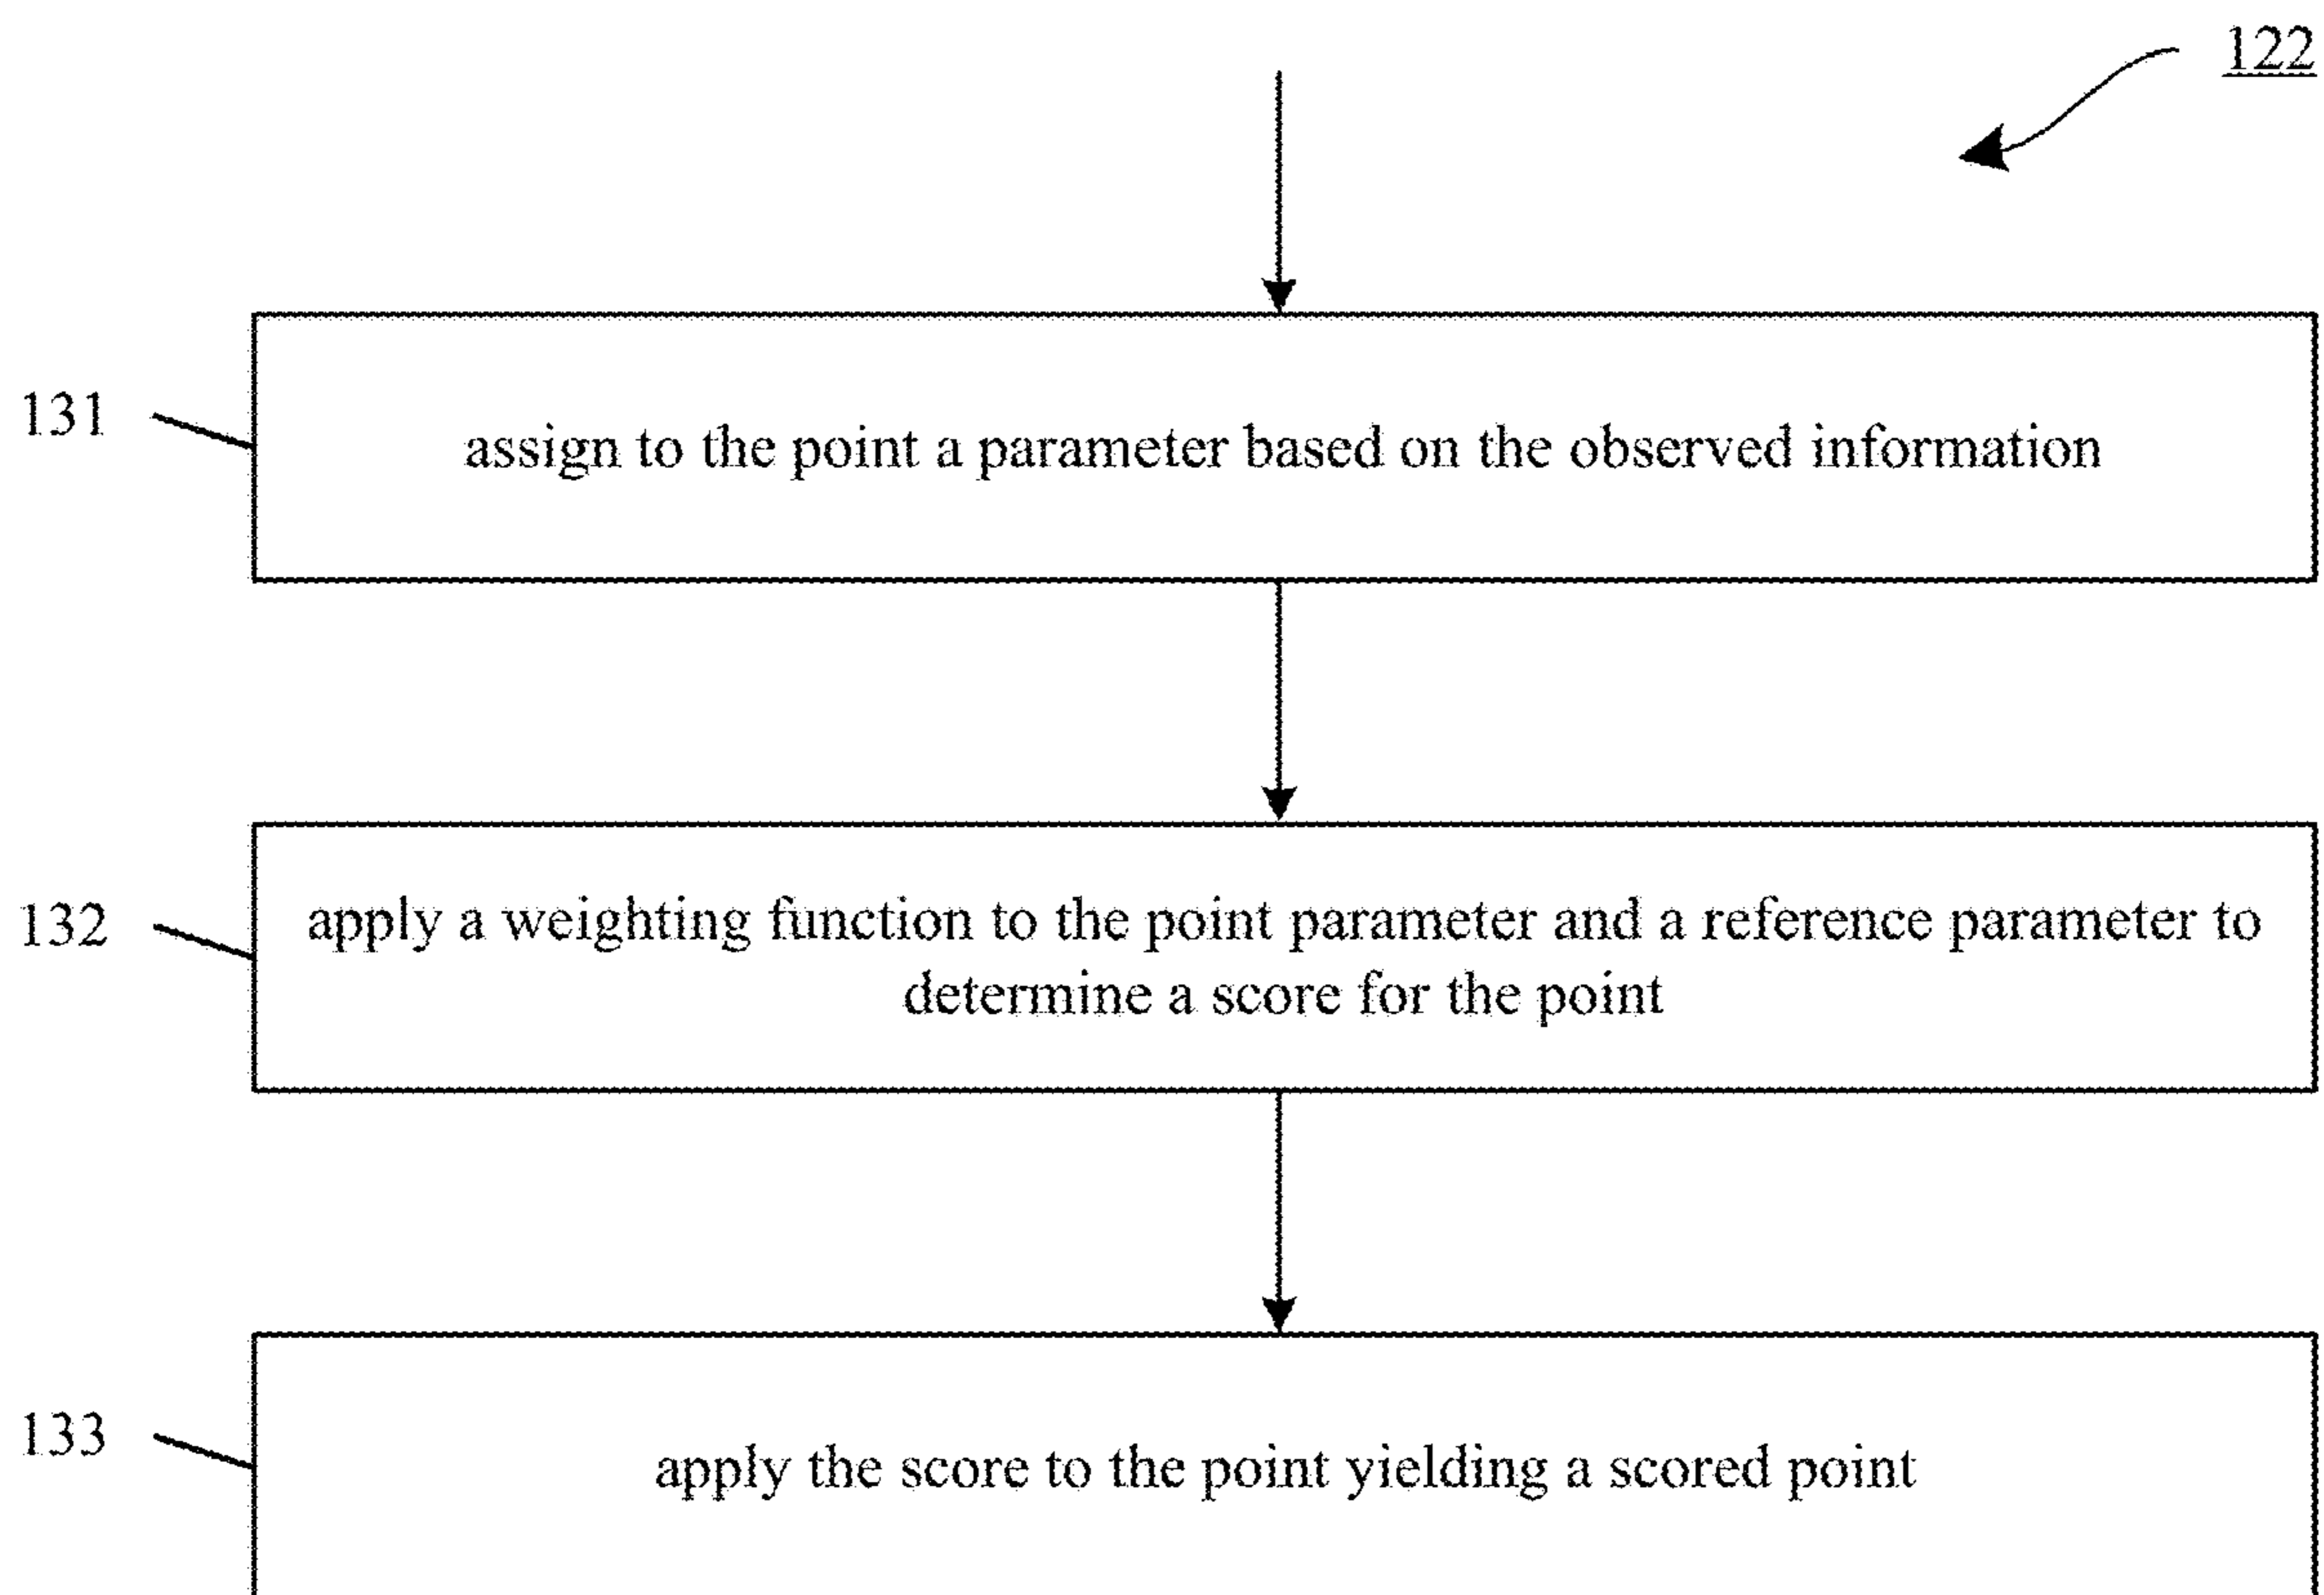 122
131
assign to the point a parameter based on the observed information
132
apply a weighting function to the point parameter and a reference parameter to
determine a score for the point
133
apply the score to the point yielding a scored point